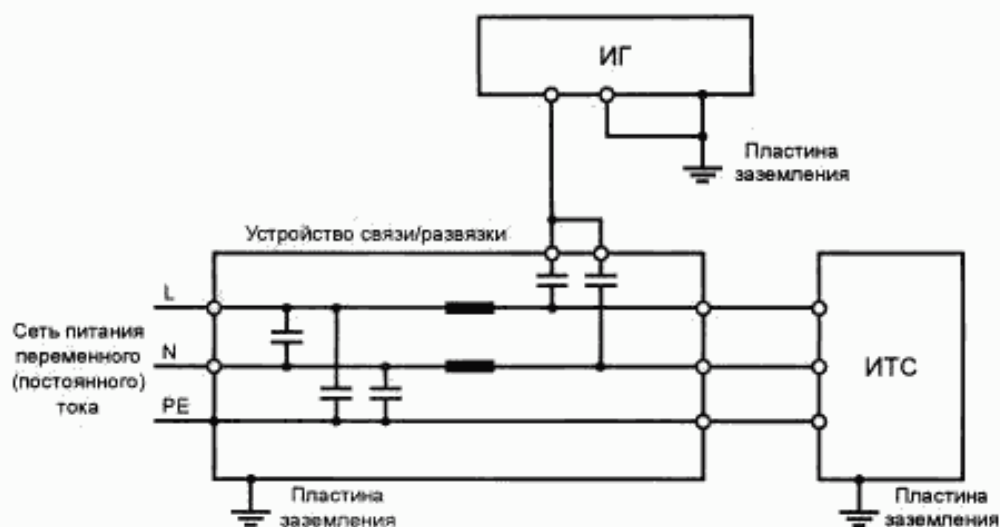 ИГ
Пластина
заземления
Устройство связи/развязки
L
Сеть питания
переменного
(постоянного)
тока
N
PE
ИТС
Пластина
заземления
Пластина
заземления